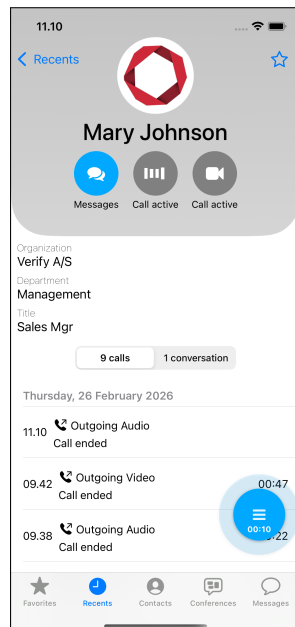 11.10
Recents
Mary Johnson
Messages Call active Call active
Organization
Verify A/S
Department
Management
Title
Sales Mgr
9 calls 1 conversation
Thursday, 26 February 2026
11.10 Outgoing Audio
Call ended
09.42 Outgoing Video 00:47
Call ended
00:10
09.38 Outgoing Audio :22
Call ended
Favorites Recents Contacts Conferences Messages